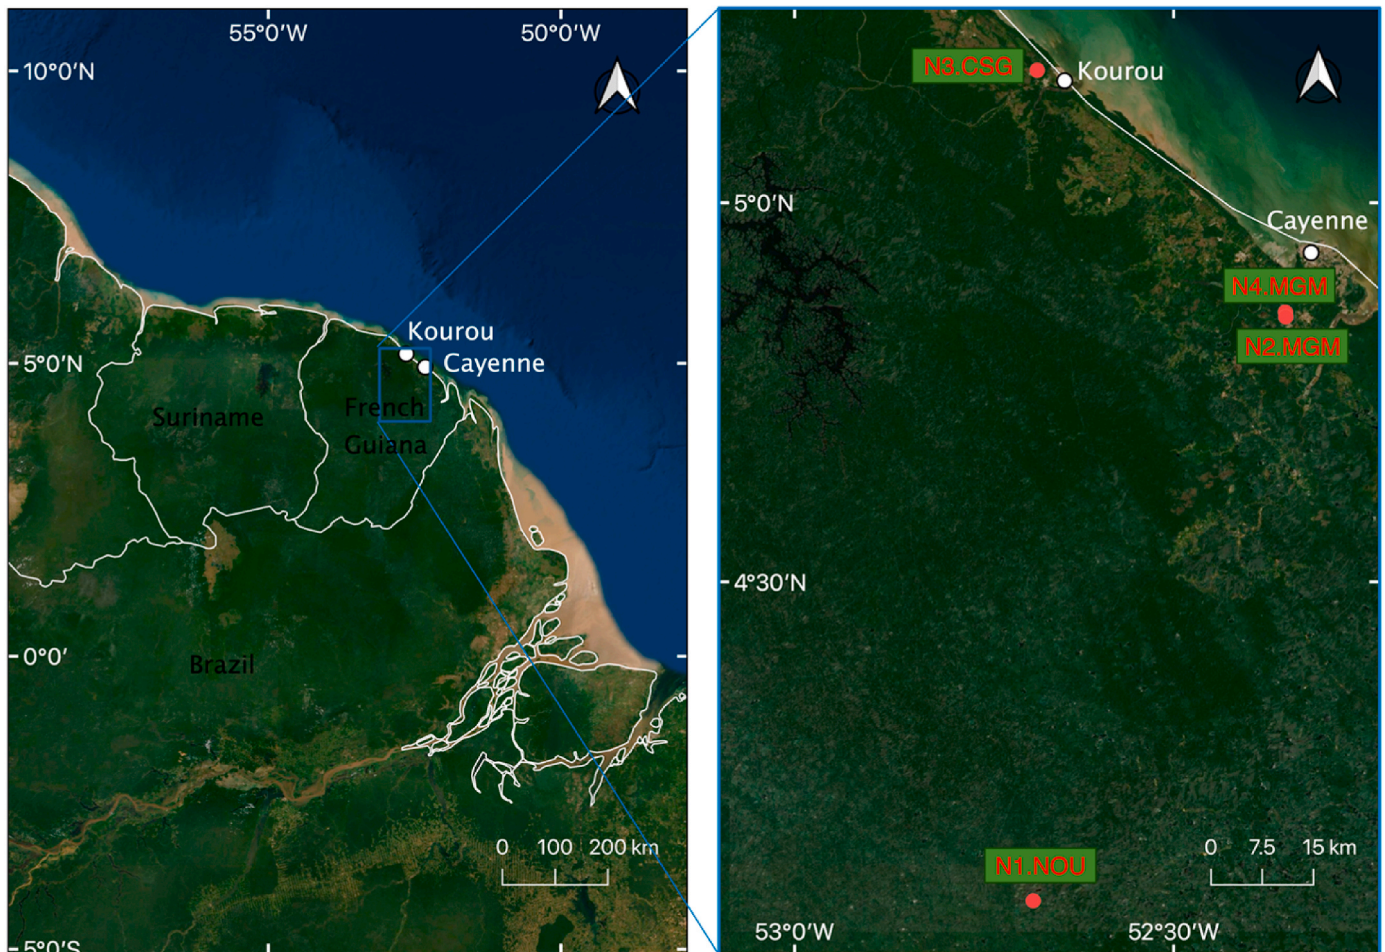 55°0'W
50°0'W
10°0'N
5°0'N
0°0'
5°0'S
Kourou
Cayenne
Suriname
French
Guiana
Brazil
0 100 200 km
N3.CSG
Kourou
5°0'N
Cayenne
N4.MGM
N2.MGM
4°30'N
N1.NOU
0 7.5 15 km
53°0'W
52°30'W